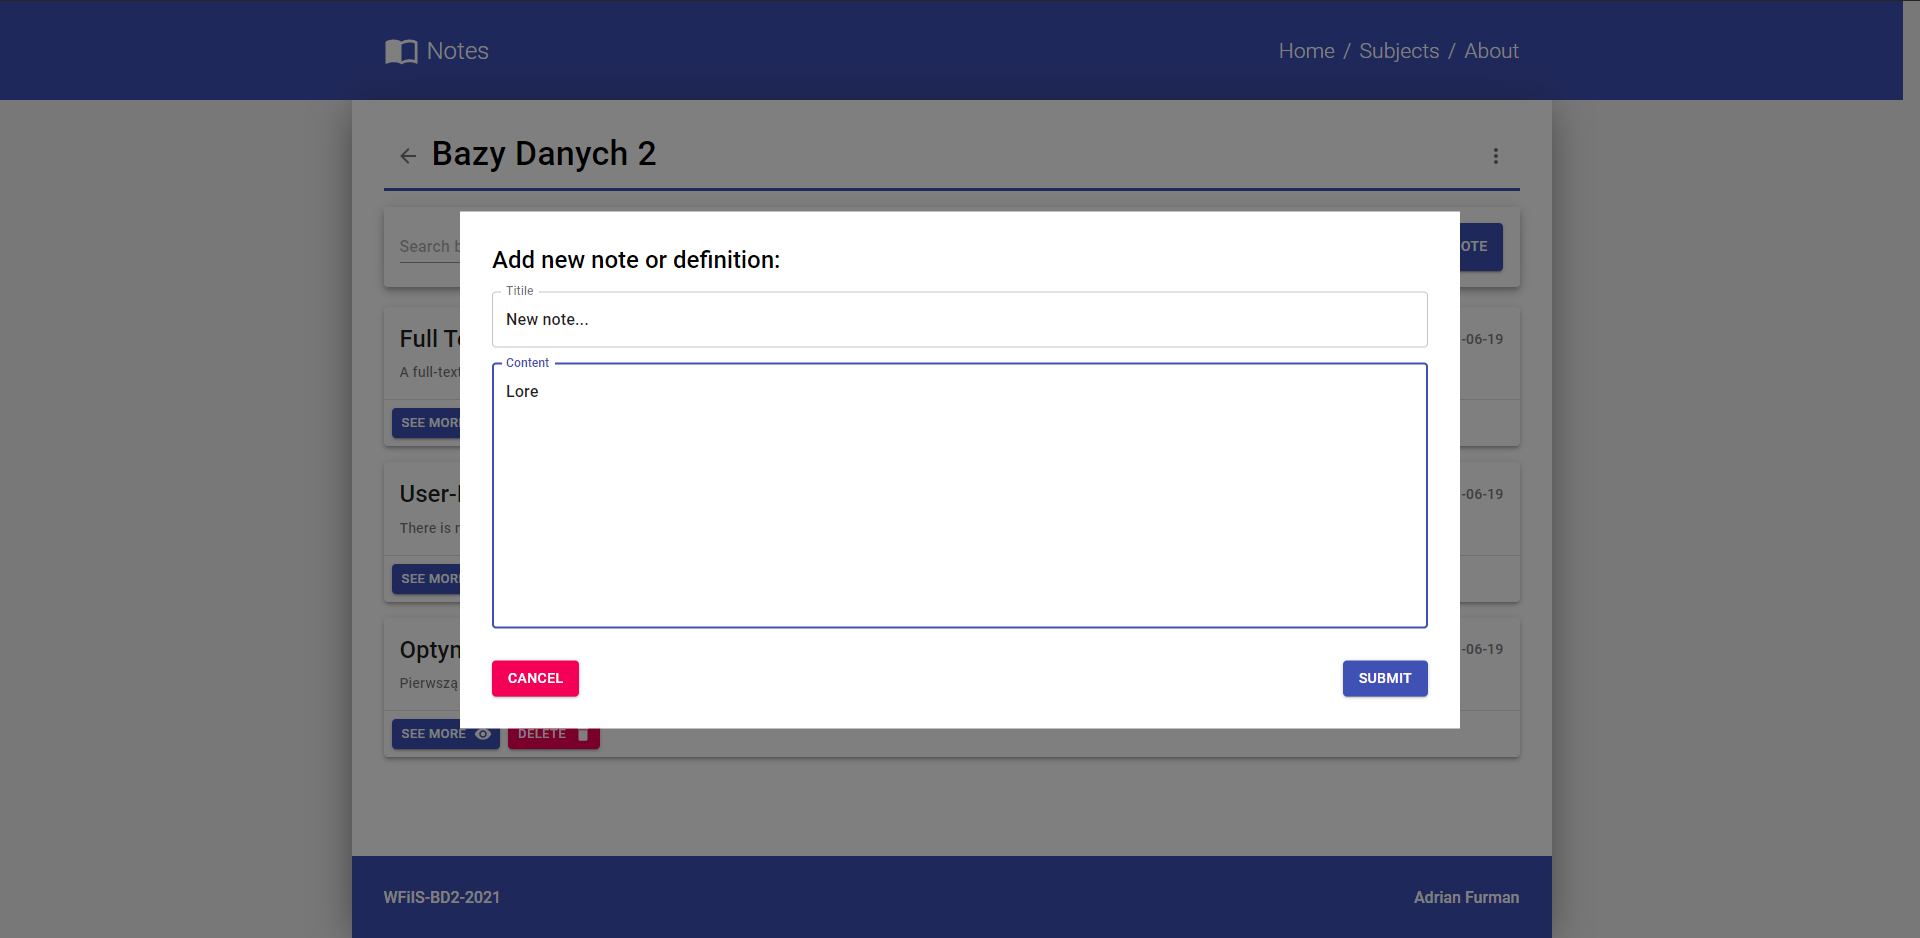 Notes
Home / Subjects / About
Bazy Danych 2
Search
OTE
Add new note or definition:
Titile
New note...
Content
Lore
Full T
-06-19
A full-text
SEE MOR
User-
-06-19
There is
SEE MOR
Optym
-06-19
Pierwszą
CANCEL
SUBMIT
SEE MORE
DELETE
WFiIS-BD2-2021
Adrian Furman